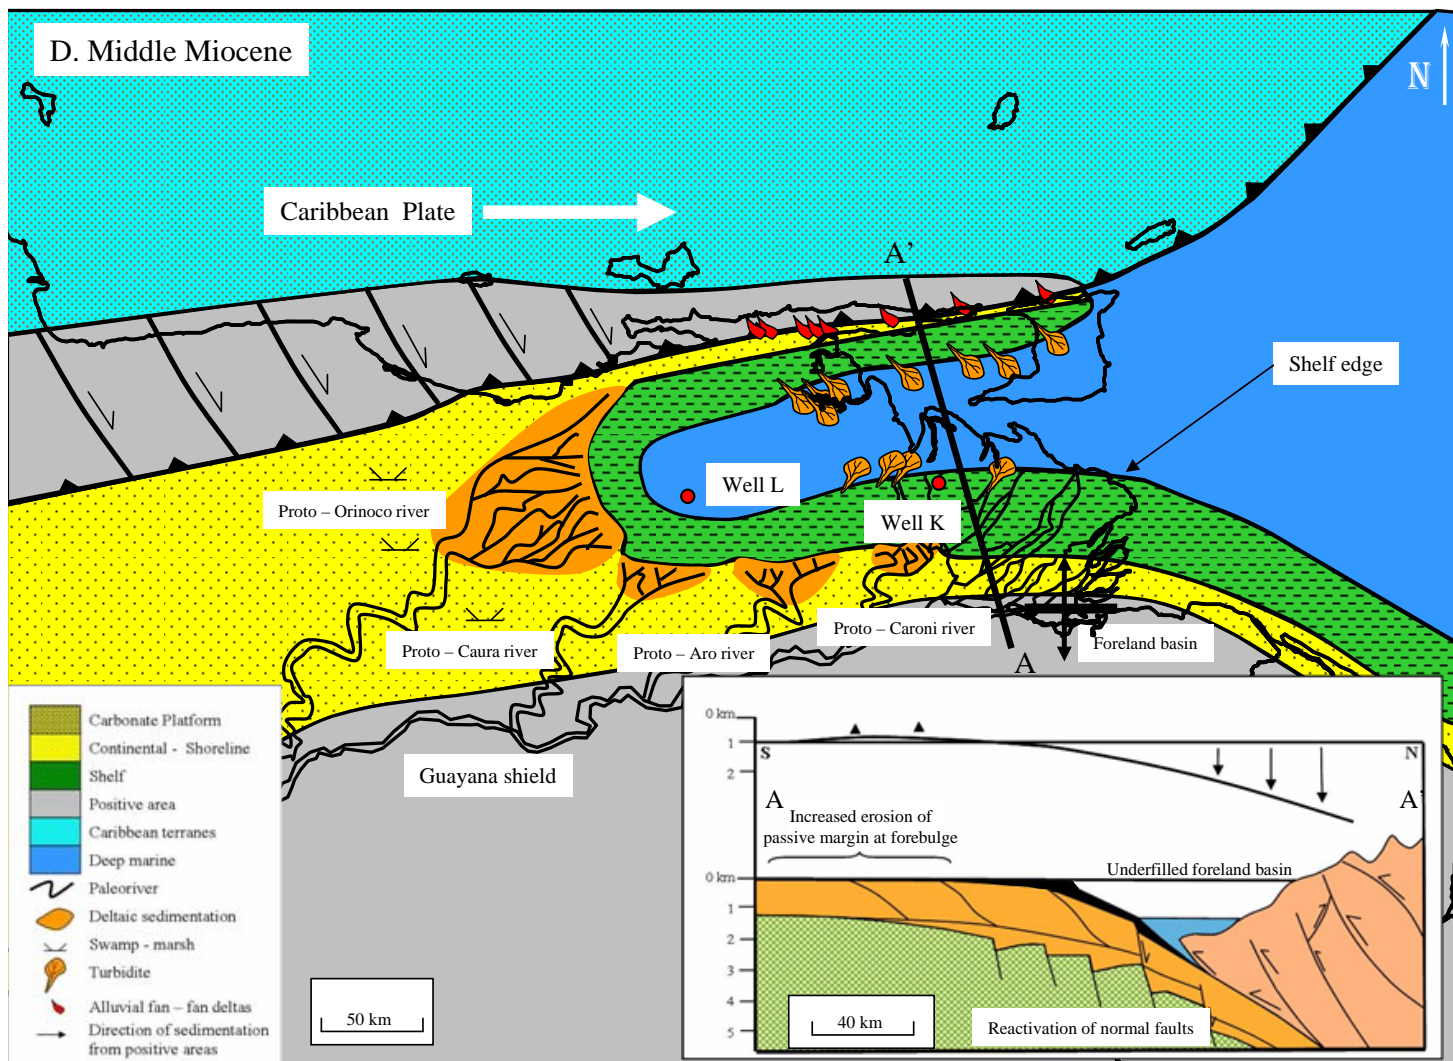 D. Middle Miocene
N
Caribbean Plate
A'
Shelf edge
Well L
Proto – Orinoco river
Well K
Proto – Caroni river
Proto – Caura river
Proto – Aro river
Foreland basin
A
Guayana shield
Carbonate Platform
Continental - Shoreline
Shelf
Positive area
Caribbean terranes
Deep marine
Paleoriver
Deltaic sedimentation
Swamp - marsh
Turbidite
Alluvial fan – fan deltas
Direction of sedimentation
from positive areas
50 km
0 km
1
2
S
N
A
A'
Increased erosion of
passive margin at forebulge
Underfilled foreland basin
0 km
1
2
3
4
5
40 km
Reactivation of normal faults